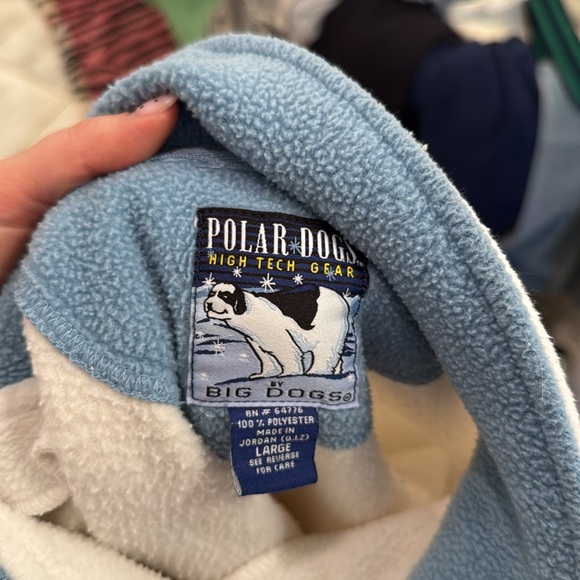 POLAR DOGS™
HIGH TECH GEAR
BY
BIG DOGS®
RN # 64776
100% POLYESTER
MADE IN
JORDAN (Q.I.Z)
LARGE
SEE REVERSE
FOR CARE